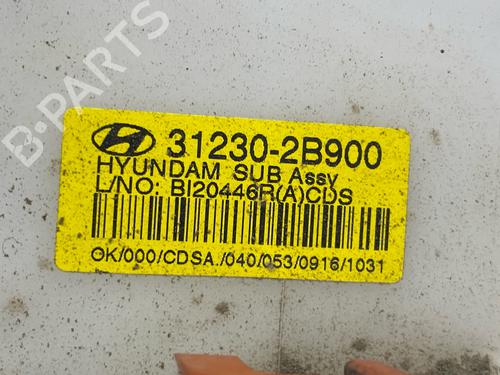 B-PARTS
31230-2B900
HYUNDAM SUB Assy
L/NO: BI20446R(A)CDS
OK/000/CDSA./040/053/0916/1031